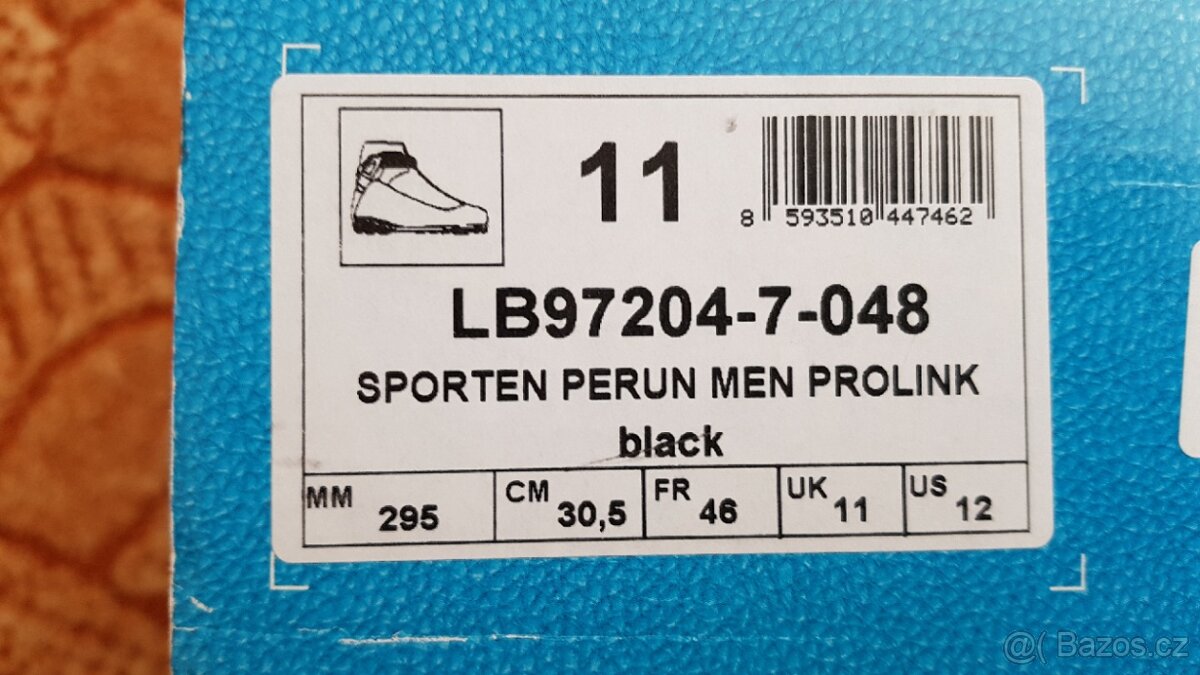 11
8 593510 447462
LB97204-7-048
SPORTEN PERUN MEN PROLINK
black
MM 295 CM 30,5 FR 46 UK 11 US 12
@( Bazos.cz